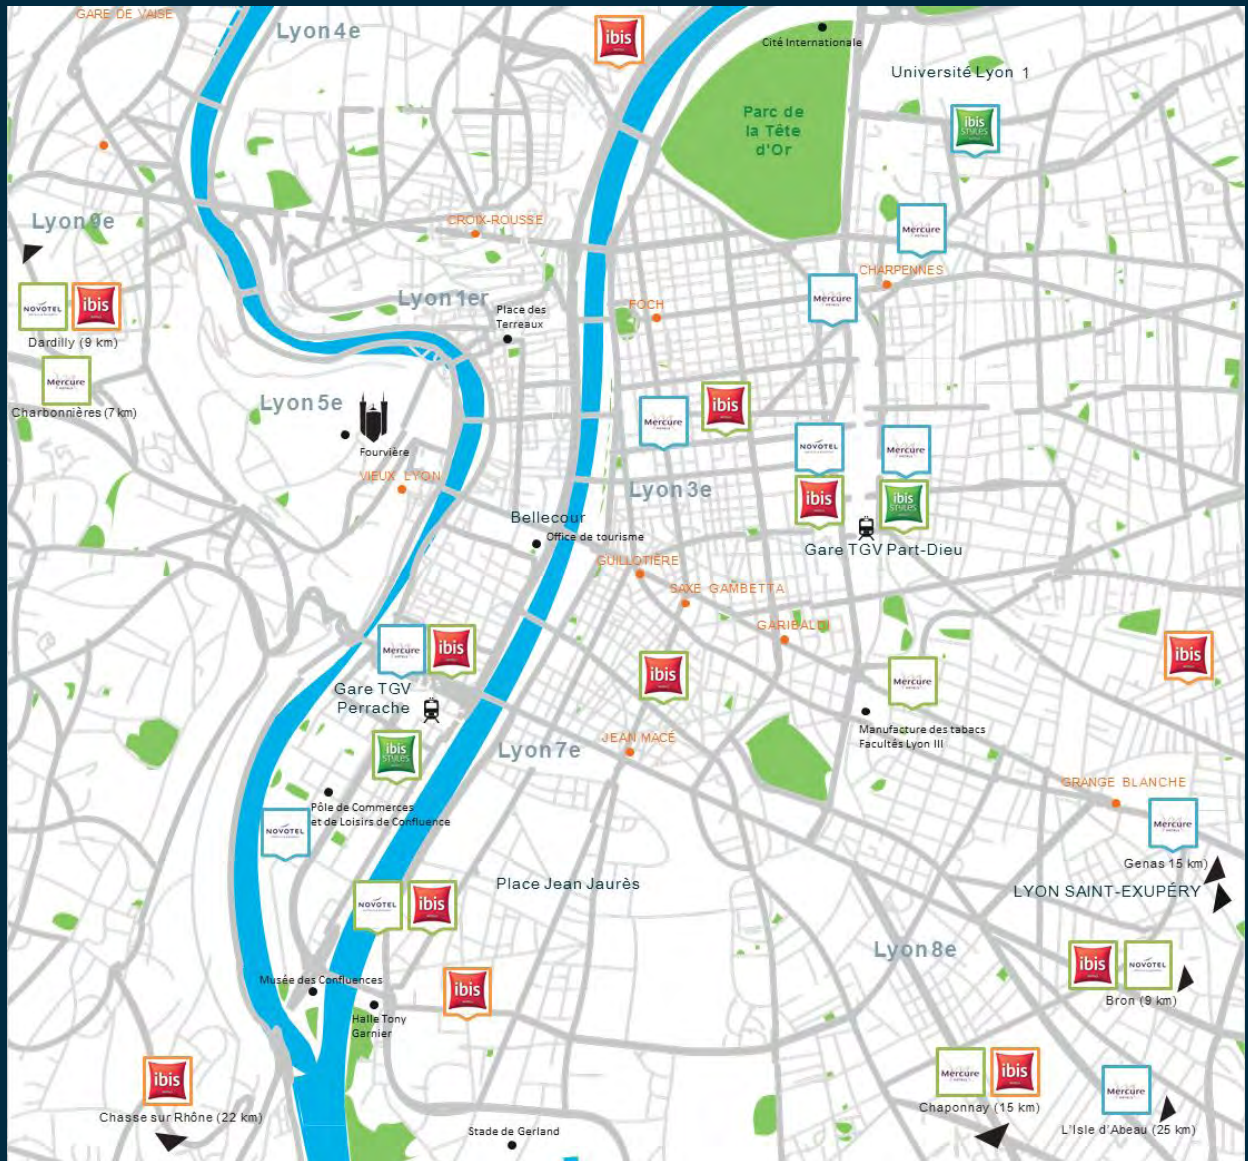 GARE DE VAISE
Lyon 4e
ibis
Cité Internationale
Université Lyon 1
Parc de
la Tête
d'Or
ibis
STYLES
Lyon 9e
CROIX-ROUSSE
Mercure
CHARPENNES
NOVOTEL
ibis
Dardilly (9 km)
Lyon 1er
Place des
Terreaux
FOCH
Mercure
Mercure
Charbonnières (7 km)
Lyon 5e
Fourvière
VIEUX LYON
Mercure
ibis
NOVOTEL
Mercure
Lyon 3e
ibis
ibis
STYLES
Bellecour
Office de tourisme
Gare TGV Part-Dieu
GUILLOTIÈRE
SAXE GAMBETTA
GARIBALDI
Mercure
ibis
ibis
ibis
Mercure
Gare TGV
Perrache
Manufacture des tabacs
Facultés Lyon III
ibis
STYLES
Lyon 7e
JEAN MACÉ
GRANGE BLANCHE
Pôle de Commerces
et de Loisirs de Confluence
NOVOTEL
Mercure
Genas 15 km)
LYON SAINT-EXUPÉRY
Place Jean Jaurès
NOVOTEL
ibis
Lyon 8e
ibis
NOVOTEL
Bron (9 km)
Musée des Confluences
ibis
Halle Tony
Garnier
ibis
Chasse sur Rhône (22 km)
Mercure
ibis
Chaponnay (15 km)
Mercure
L'Isle d'Abeau (25 km)
Stade de Gerland